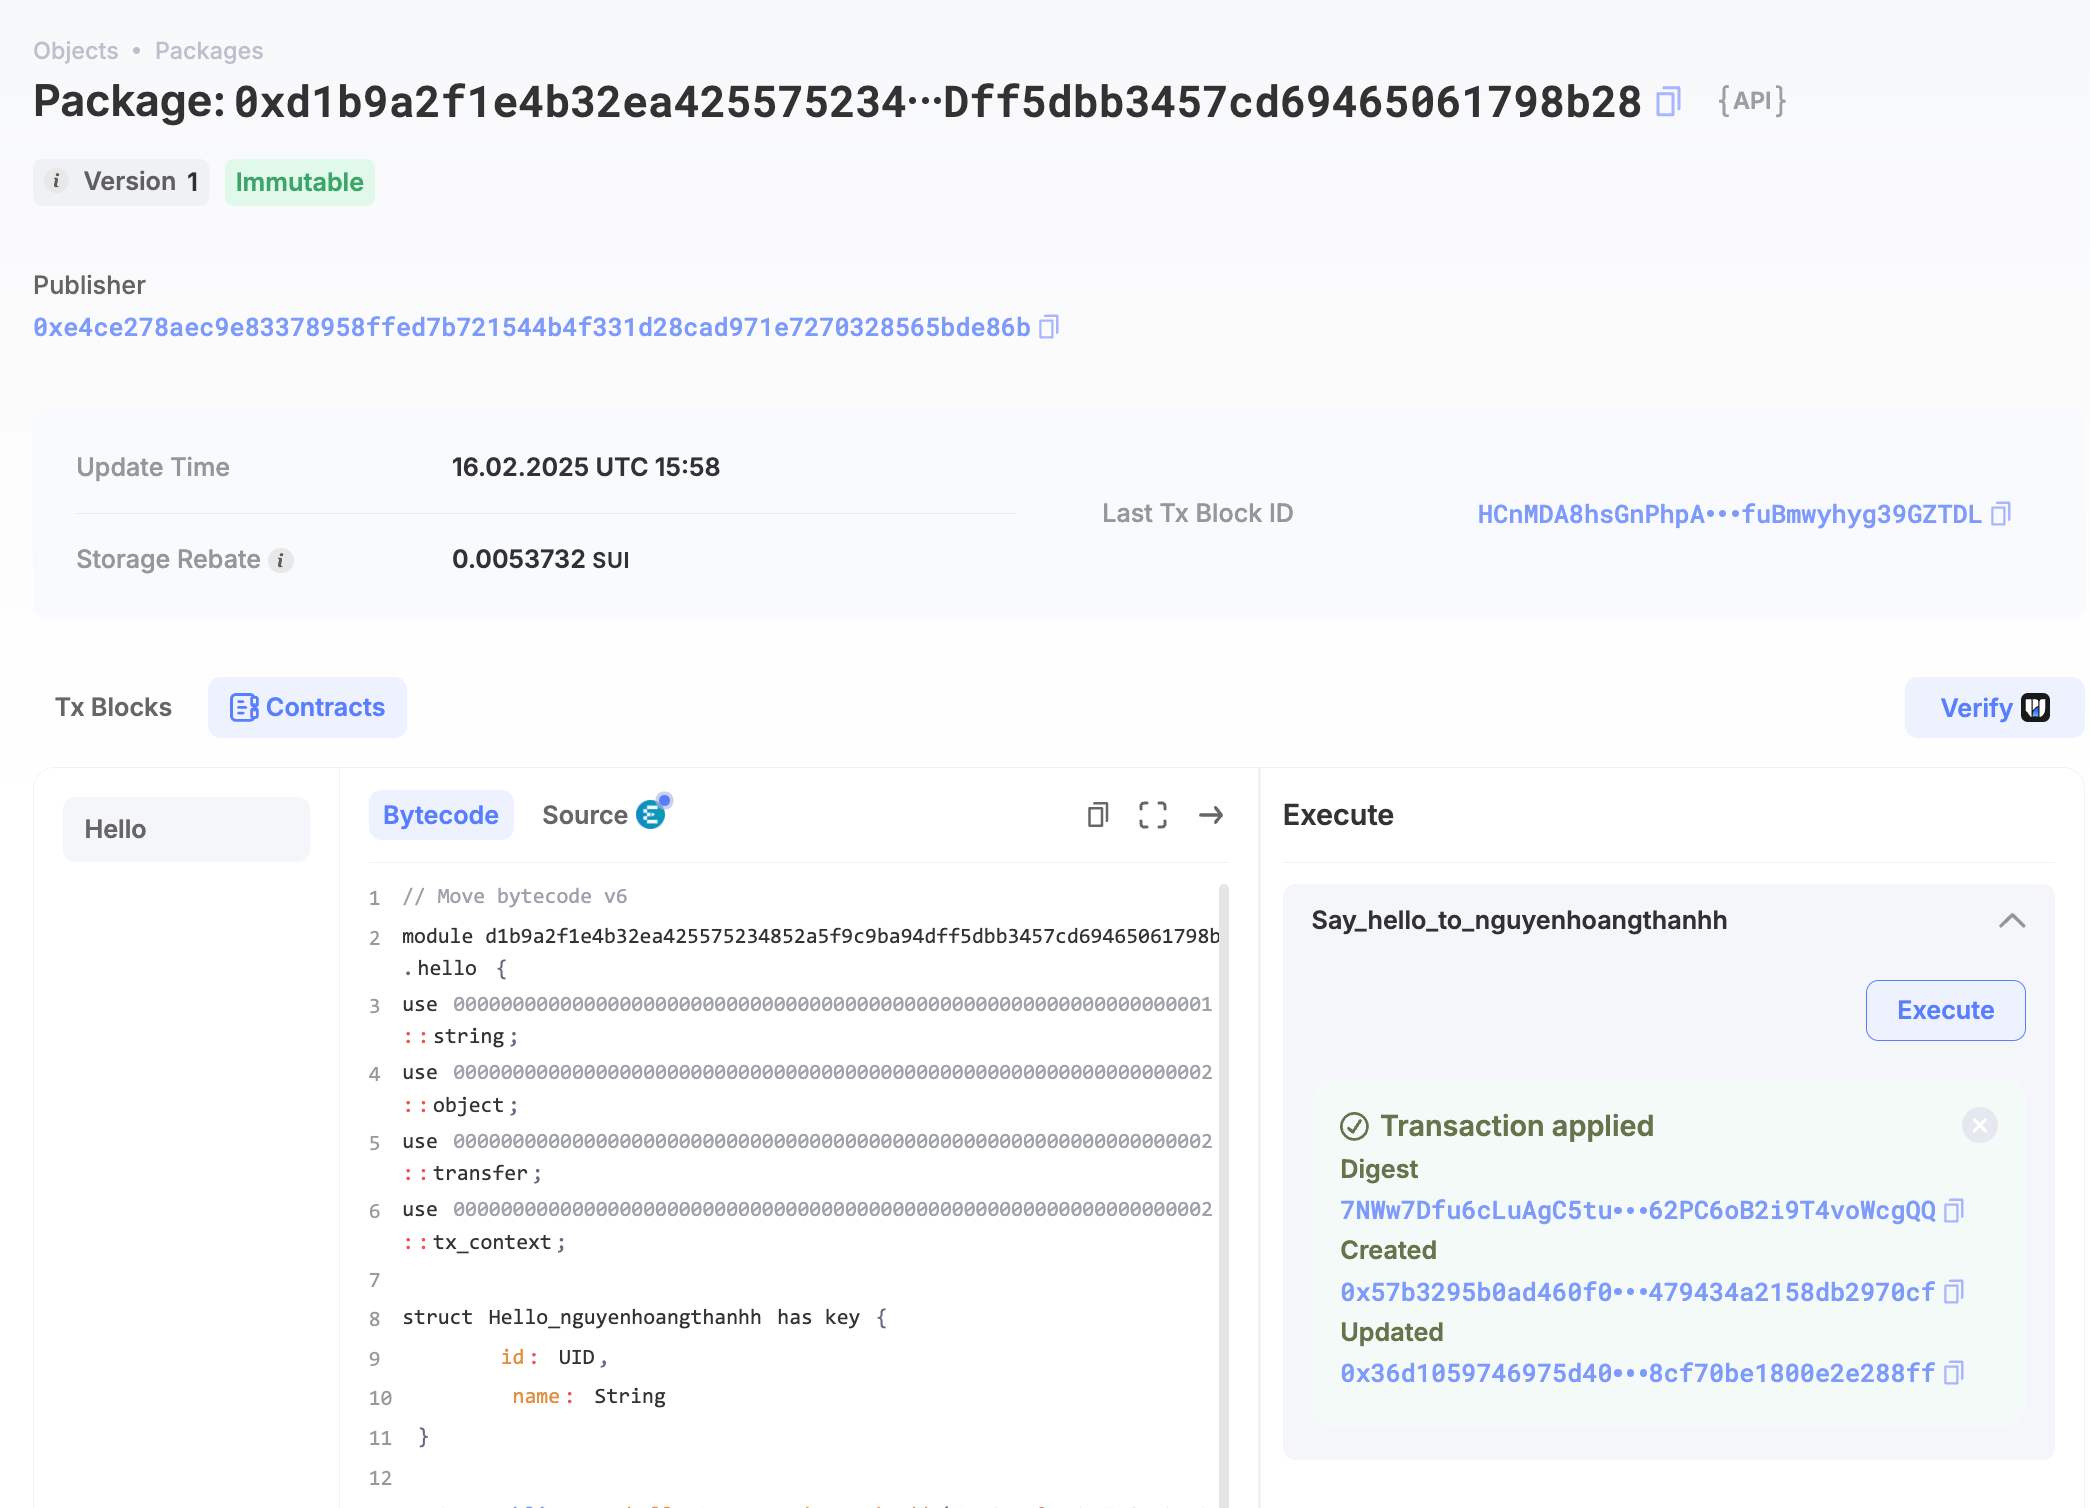 Objects • Packages
Package: 0xd1b9a2f1e4b32ea425575234···Dff5dbb3457cd69465061798b28 {API}
i Version 1 Immutable
Publisher
0xe4ce278aec9e83378958ffed7b721544b4f331d28cad971e7270328565bde86b
Update Time 16.02.2025 UTC 15:58
Last Tx Block ID HCnMDA8hsGnPhpA•••fuBmwyhyg39GZTDL
Storage Rebate i 0.0053732 SUI
Tx Blocks Contracts Verify
Hello
Bytecode Source
1 // Move bytecode v6
2 module d1b9a2f1e4b32ea425575234852a5f9c9ba94dff5dbb3457cd69465061798b
.hello {
3 use 0000000000000000000000000000000000000000000000000000000000000001
::string;
4 use 0000000000000000000000000000000000000000000000000000000000000002
::object;
5 use 0000000000000000000000000000000000000000000000000000000000000002
::transfer;
6 use 0000000000000000000000000000000000000000000000000000000000000002
::tx_context;
7
8 struct Hello_nguyenhoangthanhh has key {
9 id: UID,
10 name: String
11 }
12
Execute
Say_hello_to_nguyenhoangthanhh
Execute
Transaction applied
Digest
7NWw7Dfu6cLuAgC5tu•••62PC6oB2i9T4voWcgQQ
Created
0x57b3295b0ad460f0•••479434a2158db2970cf
Updated
0x36d1059746975d40•••8cf70be1800e2e288ff